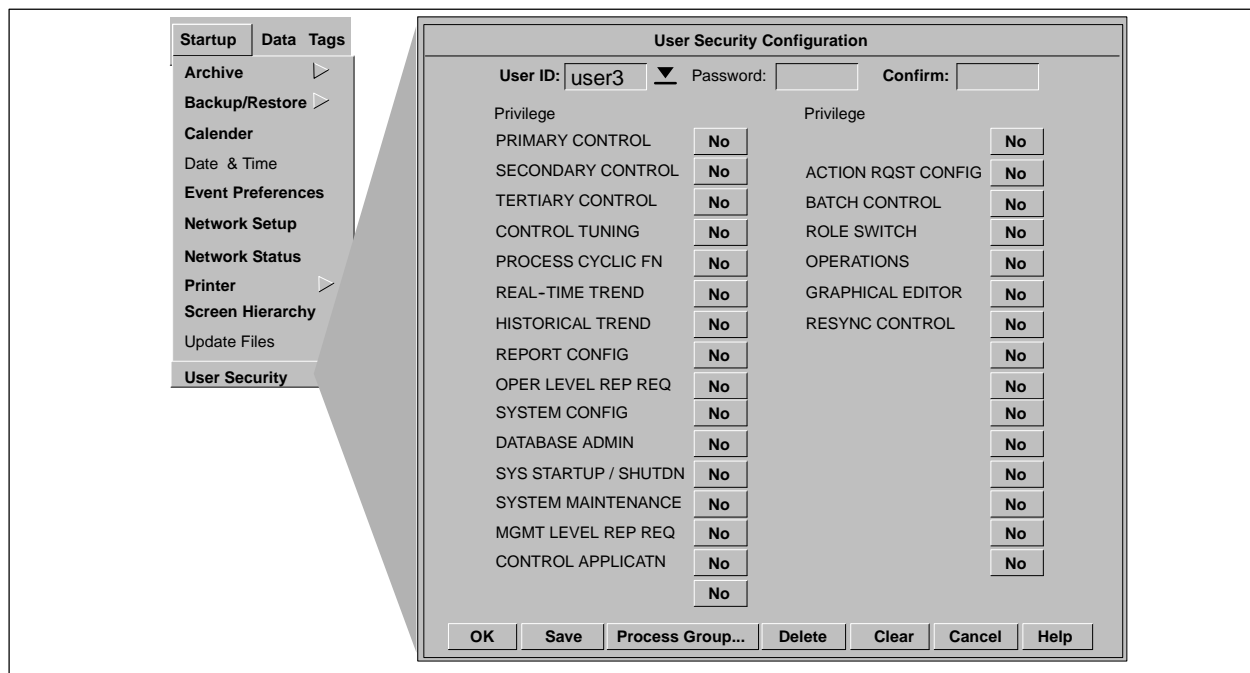 Startup Data Tags
Archive
Backup/Restore
Calender
Date & Time
Event Preferences
Network Setup
Network Status
Printer
Screen Hierarchy
Update Files
User Security
User Security Configuration
User ID: user3 Password: Confirm:
Privilege Privilege
PRIMARY CONTROL No No
SECONDARY CONTROL No ACTION RQST CONFIG No
TERTIARY CONTROL No BATCH CONTROL No
CONTROL TUNING No ROLE SWITCH No
PROCESS CYCLIC FN No OPERATIONS No
REAL-TIME TREND No GRAPHICAL EDITOR No
HISTORICAL TREND No RESYNC CONTROL No
REPORT CONFIG No No
OPER LEVEL REP REQ No No
SYSTEM CONFIG No No
DATABASE ADMIN No No
SYS STARTUP / SHUTDN No No
SYSTEM MAINTENANCE No No
MGMT LEVEL REP REQ No No
CONTROL APPLICATN No No
No
OK Save Process Group... Delete Clear Cancel Help